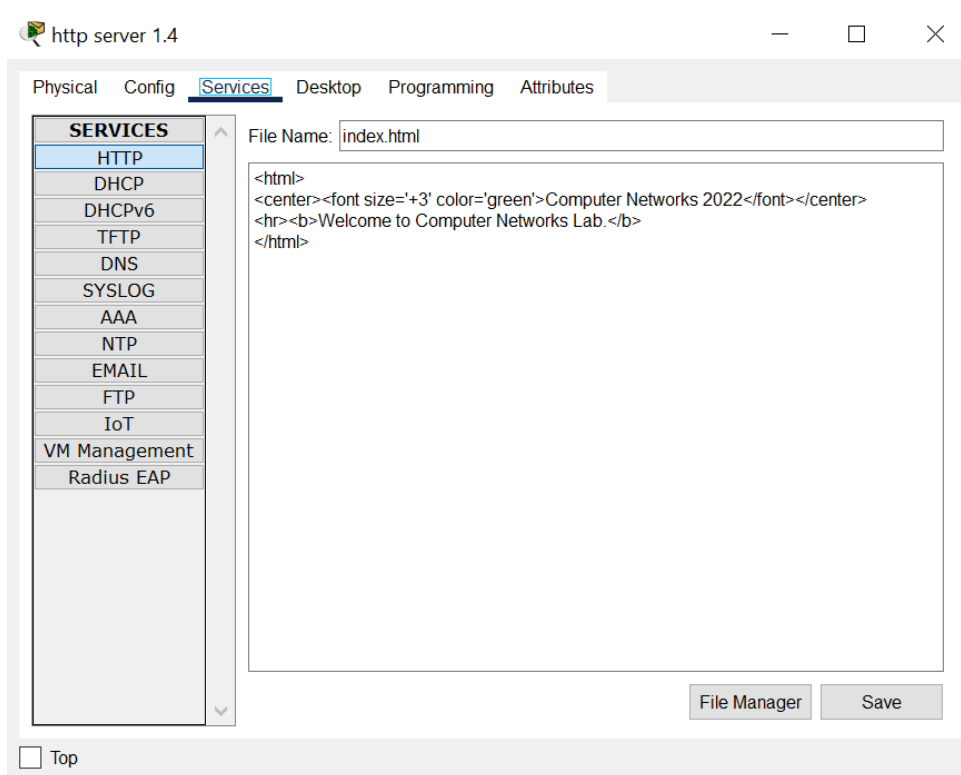 http server 1.4
Physical Config Services Desktop Programming Attributes
SERVICES
HTTP
DHCP
DHCPv6
TFTP
DNS
SYSLOG
AAA
NTP
EMAIL
FTP
IoT
VM Management
Radius EAP
File Name: index.html
<html>
<center><font size='+3' color='green'>Computer Networks 2022</font></center>
<hr><b>Welcome to Computer Networks Lab.</b>
</html>
File Manager Save
Top